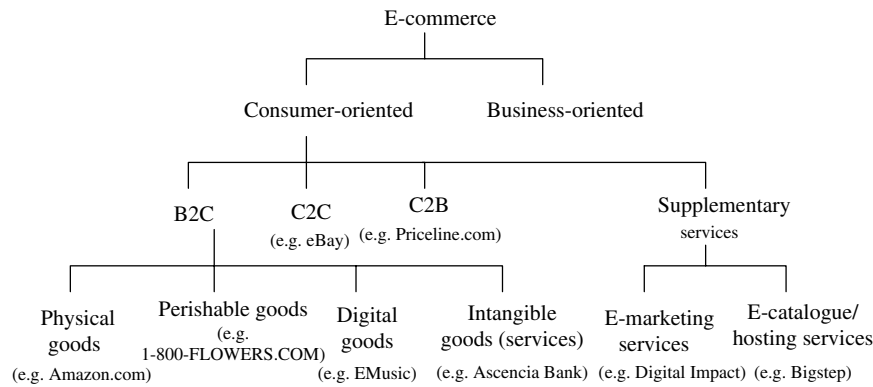 E-commerce
Consumer-oriented
Business-oriented
B2C
C2C
(e.g. eBay)
C2B
(e.g. Priceline.com)
Supplementary
services
Physical
goods
(e.g. Amazon.com)
Perishable goods
(e.g.
1-800-FLOWERS.COM)
Digital
goods
(e.g. EMusic)
Intangible
goods (services)
(e.g. Ascencia Bank)
E-marketing
services
(e.g. Digital Impact)
E-catalogue/
hosting services
(e.g. Bigstep)